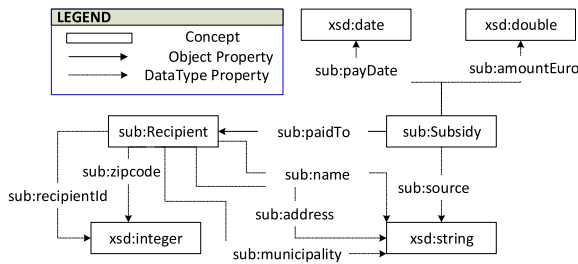 LEGEND
Concept
Object Property
DataType Property
xsd:date
xsd:double
sub:payDate
sub:amountEuro
sub:Recipient
sub:paidTo
sub:Subsidy
sub:zipcode
sub:name
sub:recipientId
sub:source
sub:address
xsd:integer
xsd:string
sub:municipality